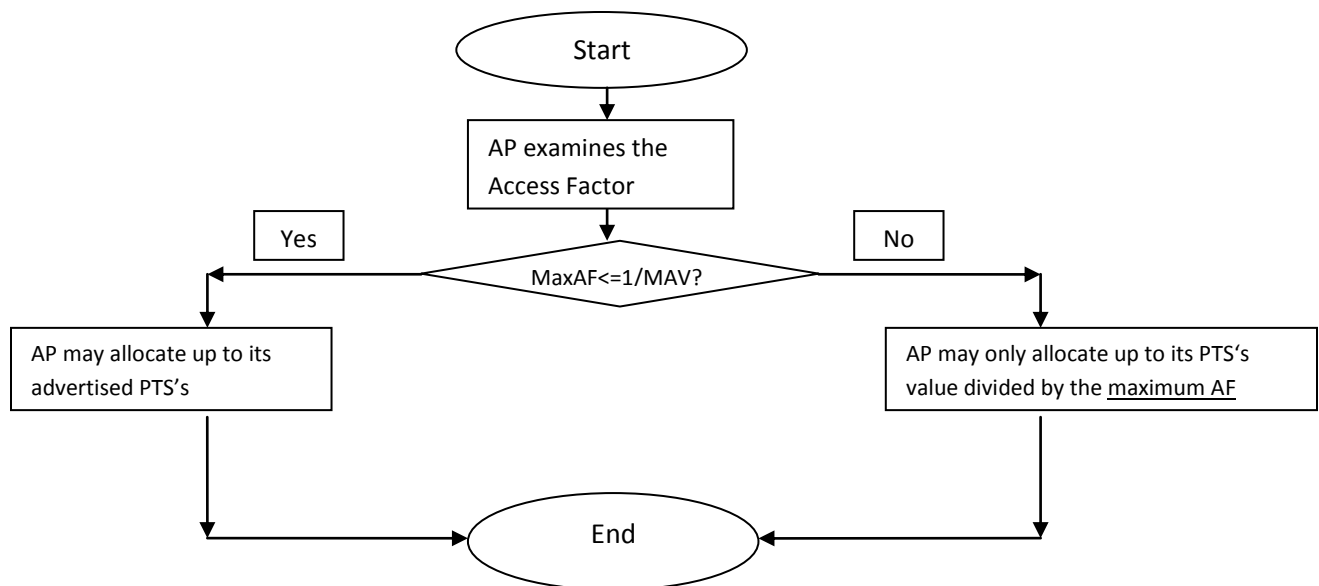 Start
AP examines the
Access Factor
Yes
No
MaxAF<=1/MAV?
AP may allocate up to its
advertised PTS’s
AP may only allocate up to its PTS‘s
value divided by the maximum AF
End